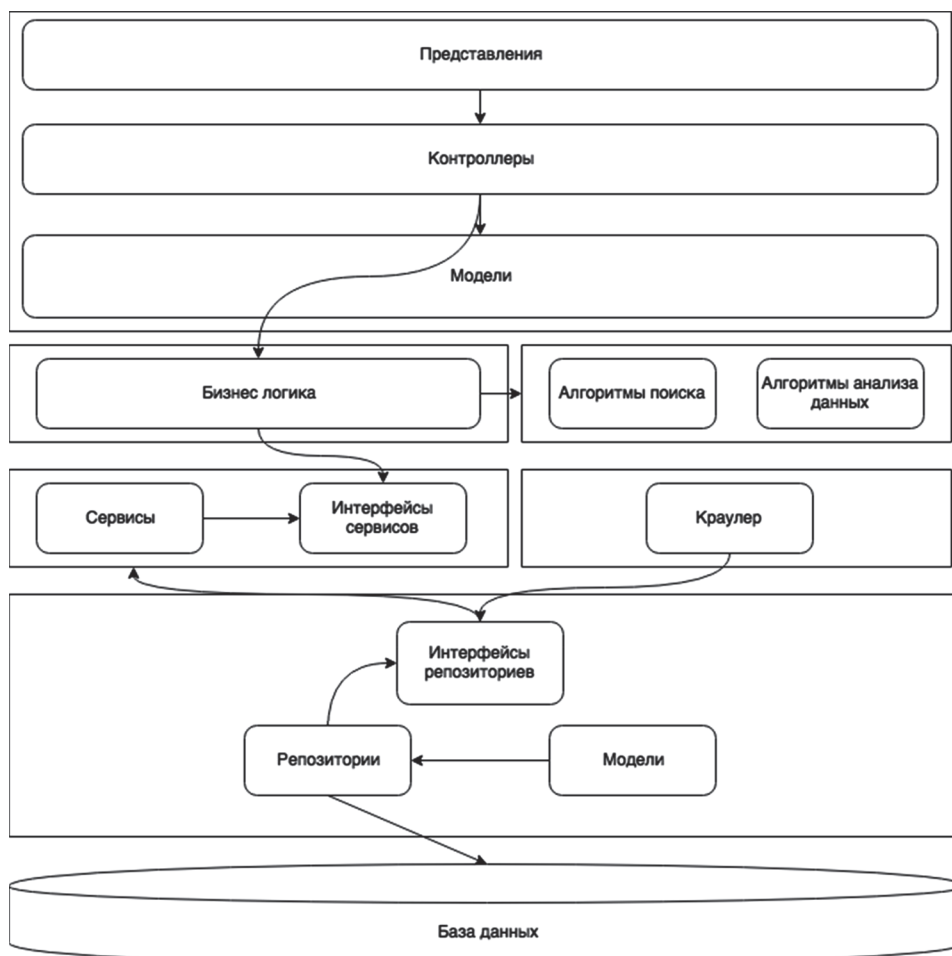 Представления
Контроллеры
Модели
Бизнес логика
Алгоритмы поиска
Алгоритмы анализа
данных
Сервисы
Интерфейсы
сервисов
Краулер
Интерфейсы
репозиториев
Репозитории
Модели
База данных